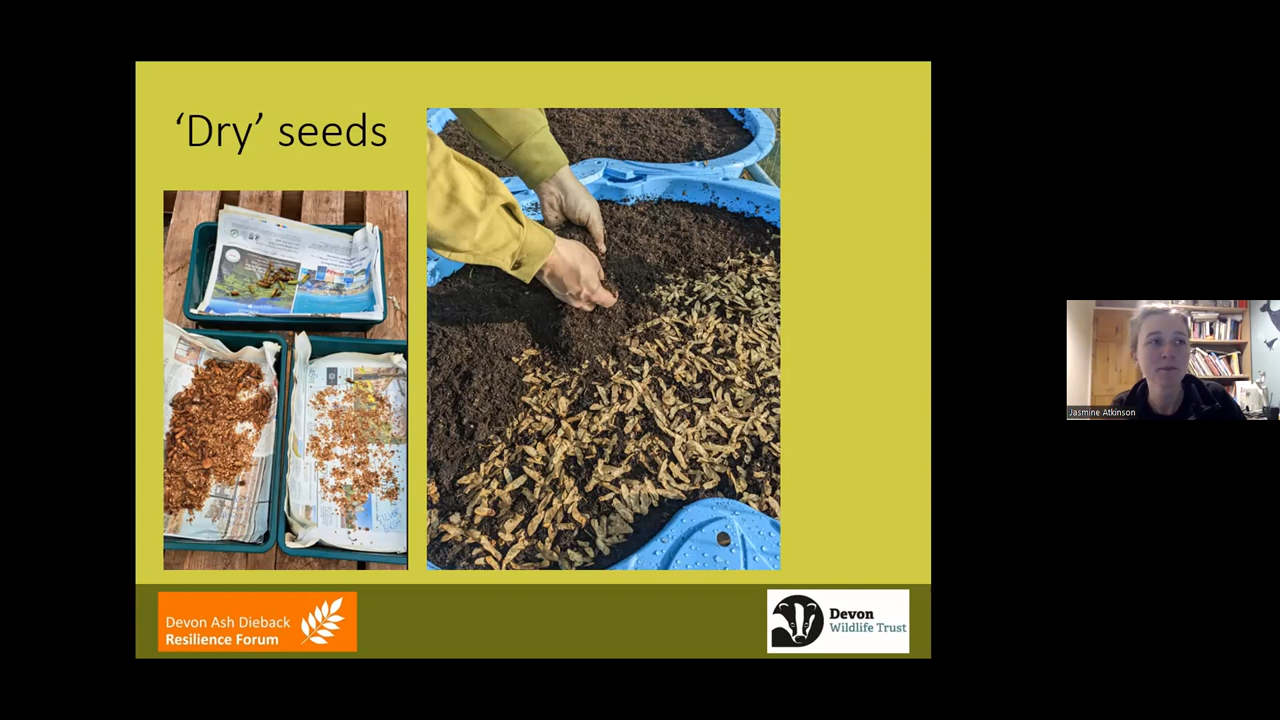 ‘Dry’ seeds
Devon Ash Dieback
Resilience Forum
Devon
Wildlife Trust
Jasmine Atkinson